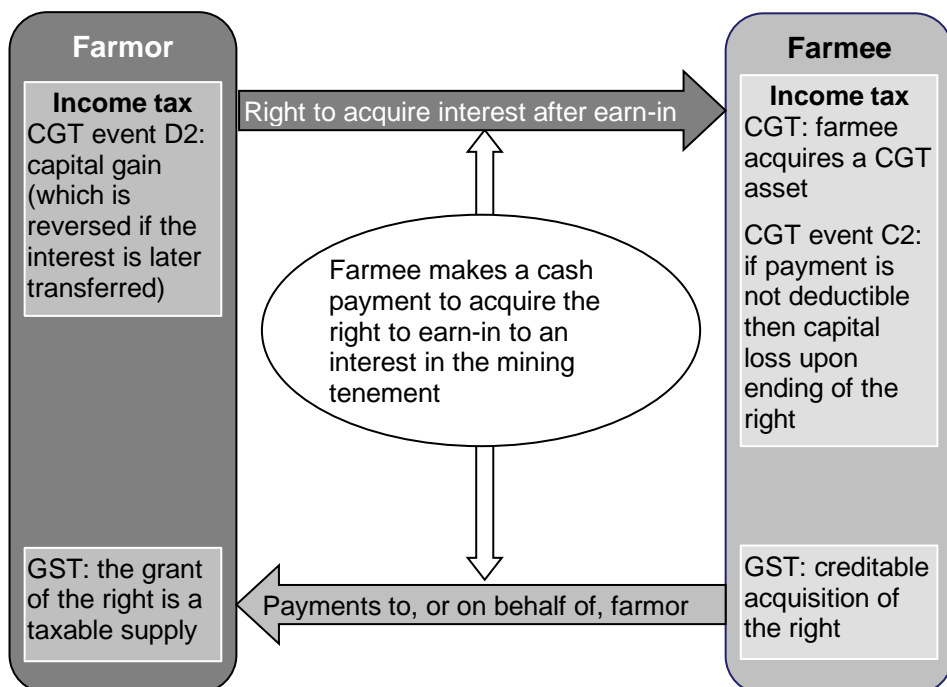 Farmor
Income tax
CGT event D2:
capital gain
(which is
reversed if the
interest is later
transferred)
GST: the grant
of the right is a
taxable supply
Right to acquire interest after earn-in
Farmee makes a cash
payment to acquire the
right to earn-in to an
interest in the mining
tenement
Payments to, or on behalf of, farmor
Farmee
Income tax
CGT: farmee
acquires a CGT
asset
CGT event C2:
if payment is
not deductible
then capital
loss upon
ending of the
right
GST: creditable
acquisition of
the right